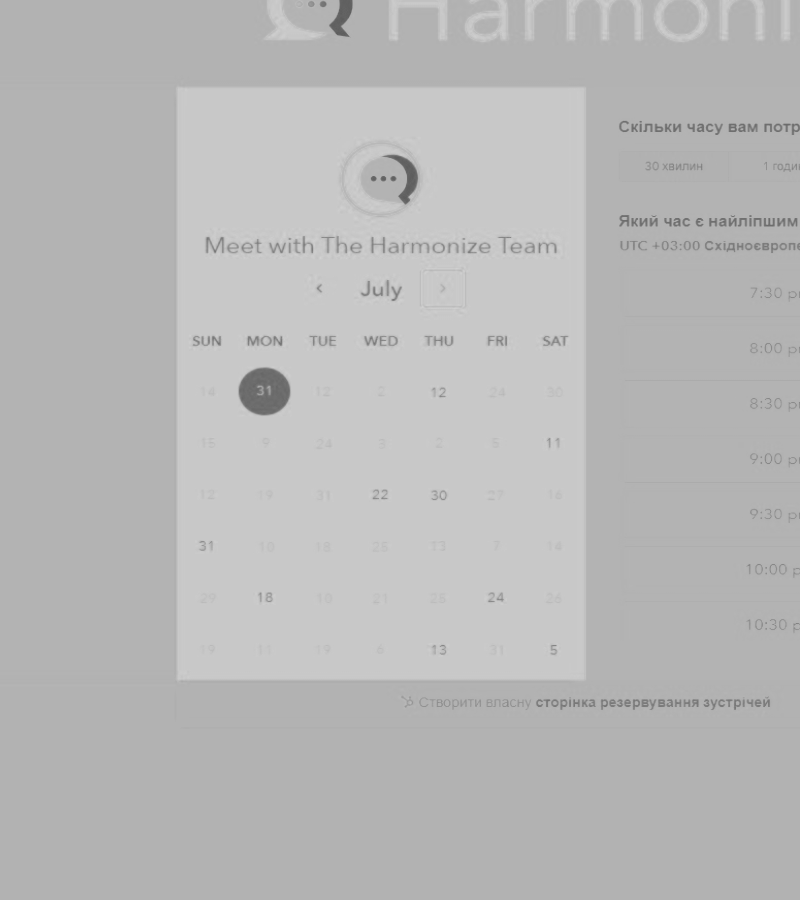 Harmoni
Meet with The Harmonize Team
July
SUN MON TUE WED THU FRI SAT
14 31 12 2 12 24 30
15 9 24 3 2 5 11
12 19 31 22 30 27 16
31 10 18 25 13 7 14
29 18 10 21 25 24 26
19 11 19 6 13 31 5
Скільки часу вам потр
30 хвилин 1 годи
Який час є найліпшим
UTC +03:00 Східноєвропе
7:30 p
8:00 p
8:30 p
9:00 p
9:30 p
10:00 p
10:30 p
Створити власну сторінка резервування зустрічей